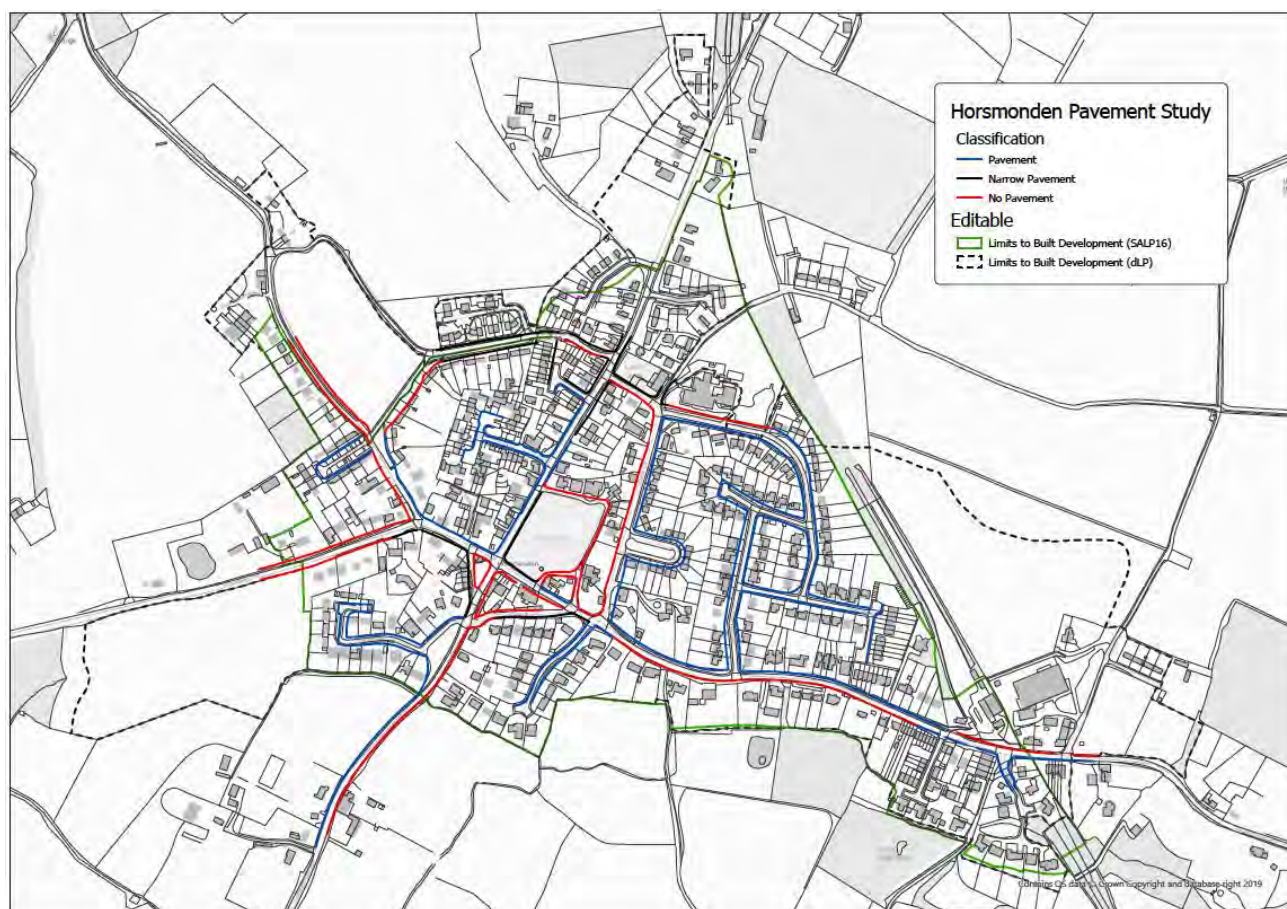 Horsmonden Pavement Study
Classification
Pavement
Narrow Pavement
No Pavement
Editable
Limits to Built Development (SALP16)
Limits to Built Development (dLP)
Contains OS data © Crown Copyright and database right 2019